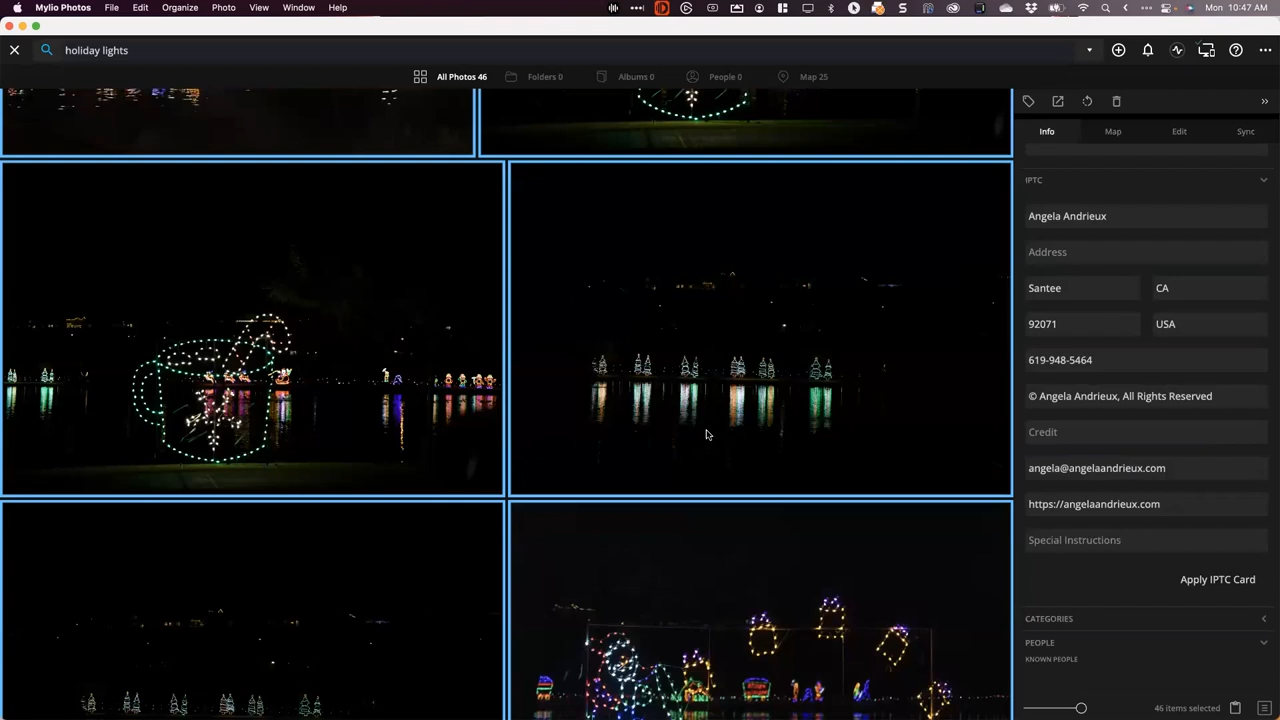 Mylio Photos File Edit Organize Photo View Window Help Mon 10:47 AM
holiday lights
All Photos 46 Folders 0 Albums 0 People 0 Map 25
Info Map Edit Sync
IPTC
Angela Andrieux
Address
Santee CA
92071 USA
619-948-5464
© Angela Andrieux, All Rights Reserved
Credit
angela@angelaandrieux.com
https://angelaandrieux.com
Special Instructions
Apply IPTC Card
CATEGORIES
PEOPLE
KNOWN PEOPLE
46 items selected